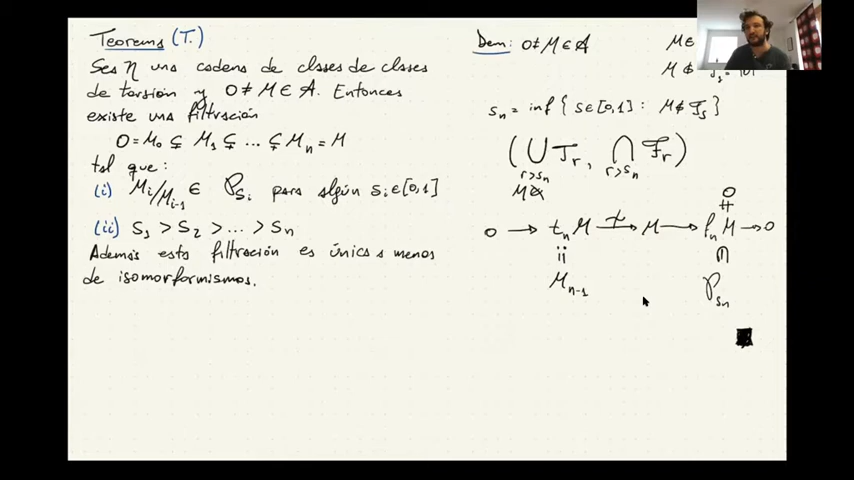 Teorema (T.)
Sea η una cadena de clases de clases
de torsión y 0 ≠ M ∈ A. Entonces
existe una filtración
0 = M₀ ⊊ M₁ ⊊ ... ⊊ Mₙ = M
tal que:
(i) Mᵢ/Mᵢ₋₁ ∈ P_{sᵢ} para algún sᵢ ∈ [0,1]
(ii) s₁ > s₂ > ... > sₙ
Además esta filtración es única a menos
de isomorformismos.
Dem: 0 ≠ M ∈ A
M ∈
M ∉
sₙ = inf { s ∈ [0,1] : M ∉ T_s }
( ⋃_{r>sₙ} T_r , ⋂_{r>sₙ} F_r )
0 → tₙM → M → fₙM → 0
Mₙ₋₁
P_{sₙ}